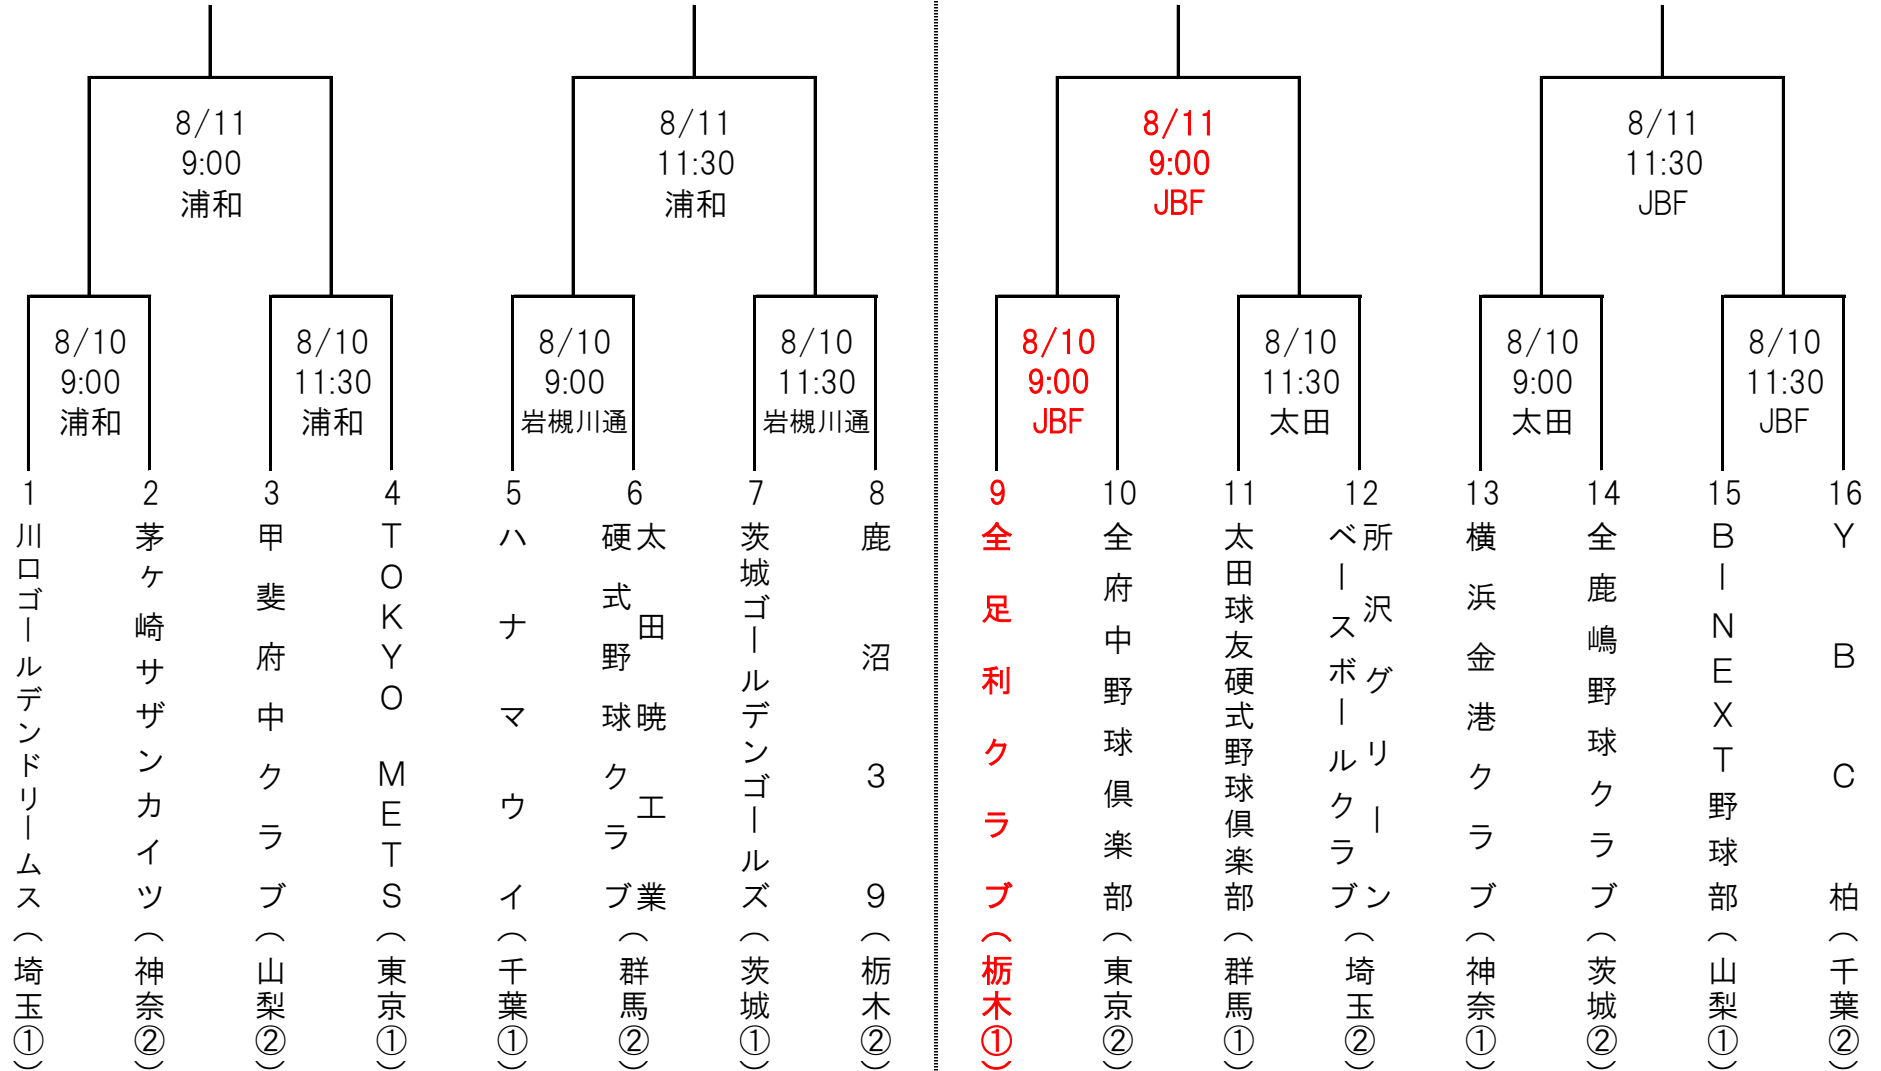 8/11
9:00
浦和
8/11
11:30
浦和
8/11
9:00
JBF
8/11
11:30
JBF
8/10
9:00
浦和
8/10
11:30
浦和
8/10
9:00
岩槻川通
8/10
11:30
岩槻川通
8/10
9:00
JBF
8/10
11:30
太田
8/10
9:00
太田
8/10
11:30
JBF
1
川口ゴールデンドリームス(埼玉①)
2
茅ヶ崎サザンカイツ(神奈②)
3
甲斐府中クラブ(山梨②)
4
TOKYO METS(東京①)
5
ハナマウイ(千葉①)
6
太田暁工業
硬式野球クラブ
(群馬②)
7
茨城ゴールデンゴールズ(茨城①)
8
鹿沼39(栃木②)
9
全足利クラブ(栃木①)
10
全府中野球倶楽部(東京②)
11
太田球友硬式野球倶楽部(群馬①)
12
所沢グリーン
ベースボールクラブ
(埼玉②)
13
横浜金港クラブ(神奈①)
14
全鹿嶋野球クラブ(茨城②)
15
B-NEXT野球部(山梨①)
16
YBC柏(千葉②)